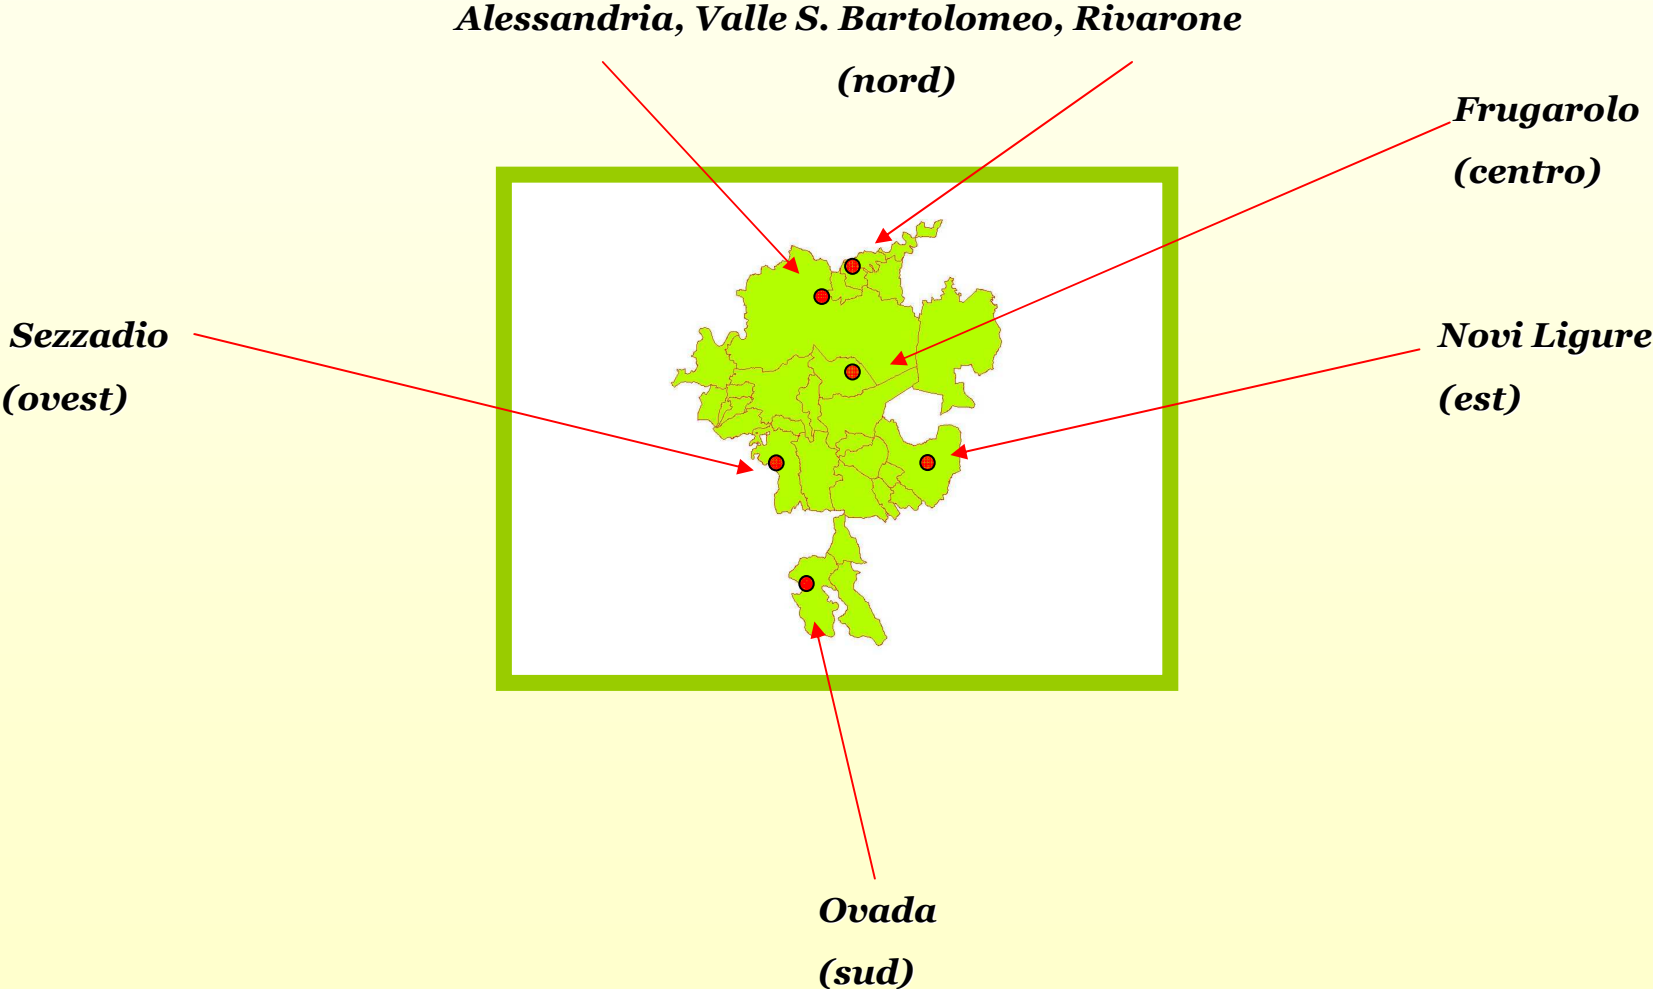 Alessandria, Valle S. Bartolomeo, Rivarone
(nord)
Frugarolo
(centro)
Sezzadio
(ovest)
Novi Ligure
(est)
Ovada
(sud)